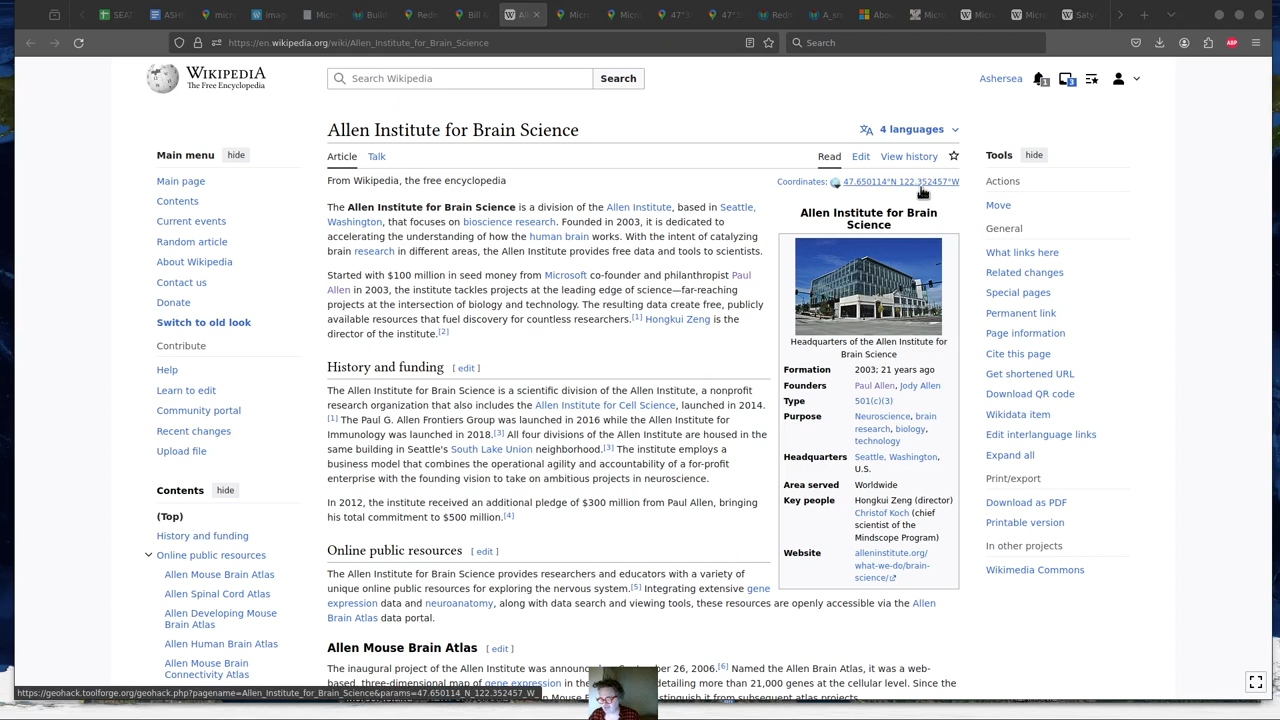 SEAT
ASHI
micro
imag
Micro
Build
Redr
Bill &
All
Micr
Micr
47°3
47°
Redr
A_sn
Abou
Micr
Micro
Micr
Saty
https://en.wikipedia.org/wiki/Allen_Institute_for_Brain_Science
Search
ABP
WIKIPEDIA
The Free Encyclopedia
Search Wikipedia
Search
Ashersea
1
3
Allen Institute for Brain Science
4 languages
Main menu hide
Article Talk
Read Edit View history
Tools hide
Main page
From Wikipedia, the free encyclopedia
Coordinates: 47.650114°N 122.352457°W
Actions
Contents
Move
Current events
General
Random article
What links here
About Wikipedia
Related changes
Contact us
Special pages
Donate
Permanent link
Switch to old look
Page information
Contribute
Cite this page
Help
Get shortened URL
Learn to edit
Download QR code
Community portal
Wikidata item
Recent changes
Edit interlanguage links
Upload file
Expand all
Print/export
Download as PDF
Printable version
In other projects
Wikimedia Commons
Contents hide
(Top)
History and funding
Online public resources
Allen Mouse Brain Atlas
Allen Spinal Cord Atlas
Allen Developing Mouse
Brain Atlas
Allen Human Brain Atlas
Allen Mouse Brain
Connectivity Atlas
The Allen Institute for Brain Science is a division of the Allen Institute, based in Seattle,
Washington, that focuses on bioscience research. Founded in 2003, it is dedicated to
accelerating the understanding of how the human brain works. With the intent of catalyzing
brain research in different areas, the Allen Institute provides free data and tools to scientists.
Started with $100 million in seed money from Microsoft co-founder and philanthropist Paul
Allen in 2003, the institute tackles projects at the leading edge of science—far-reaching
projects at the intersection of biology and technology. The resulting data create free, publicly
available resources that fuel discovery for countless researchers.[1] Hongkui Zeng is the
director of the institute.[2]
History and funding [ edit ]
The Allen Institute for Brain Science is a scientific division of the Allen Institute, a nonprofit
research organization that also includes the Allen Institute for Cell Science, launched in 2014.
[1] The Paul G. Allen Frontiers Group was launched in 2016 while the Allen Institute for
Immunology was launched in 2018.[3] All four divisions of the Allen Institute are housed in the
same building in Seattle's South Lake Union neighborhood.[3] The institute employs a
business model that combines the operational agility and accountability of a for-profit
enterprise with the founding vision to take on ambitious projects in neuroscience.
In 2012, the institute received an additional pledge of $300 million from Paul Allen, bringing
his total commitment to $500 million.[4]
Online public resources [ edit ]
The Allen Institute for Brain Science provides researchers and educators with a variety of
unique online public resources for exploring the nervous system.[5] Integrating extensive gene
expression data and neuroanatomy, along with data search and viewing tools, these resources are openly accessible via the Allen
Brain Atlas data portal.
Allen Mouse Brain Atlas [ edit ]
The inaugural project of the Allen Institute was announc 26, 2006.[6] Named the Allen Brain Atlas, it was a web-
based, three-dimensional map of gene expression in detailing more than 21,000 genes at the cellular level. Since the
Allen Institute for Brain
Science
Headquarters of the Allen Institute for
Brain Science
Formation 2003; 21 years ago
Founders Paul Allen, Jody Allen
Type 501(c)(3)
Purpose Neuroscience, brain
research, biology,
technology
Headquarters Seattle, Washington,
U.S.
Area served Worldwide
Key people Hongkui Zeng (director)
Christof Koch (chief
scientist of the
Mindscape Program)
Website alleninstitute.org/
what-we-do/brain-
science/
https://geohack.toolforge.org/geohack.php?pagename=Allen_Institute_for_Brain_Science&params=47.650114_N_122.352457_W_